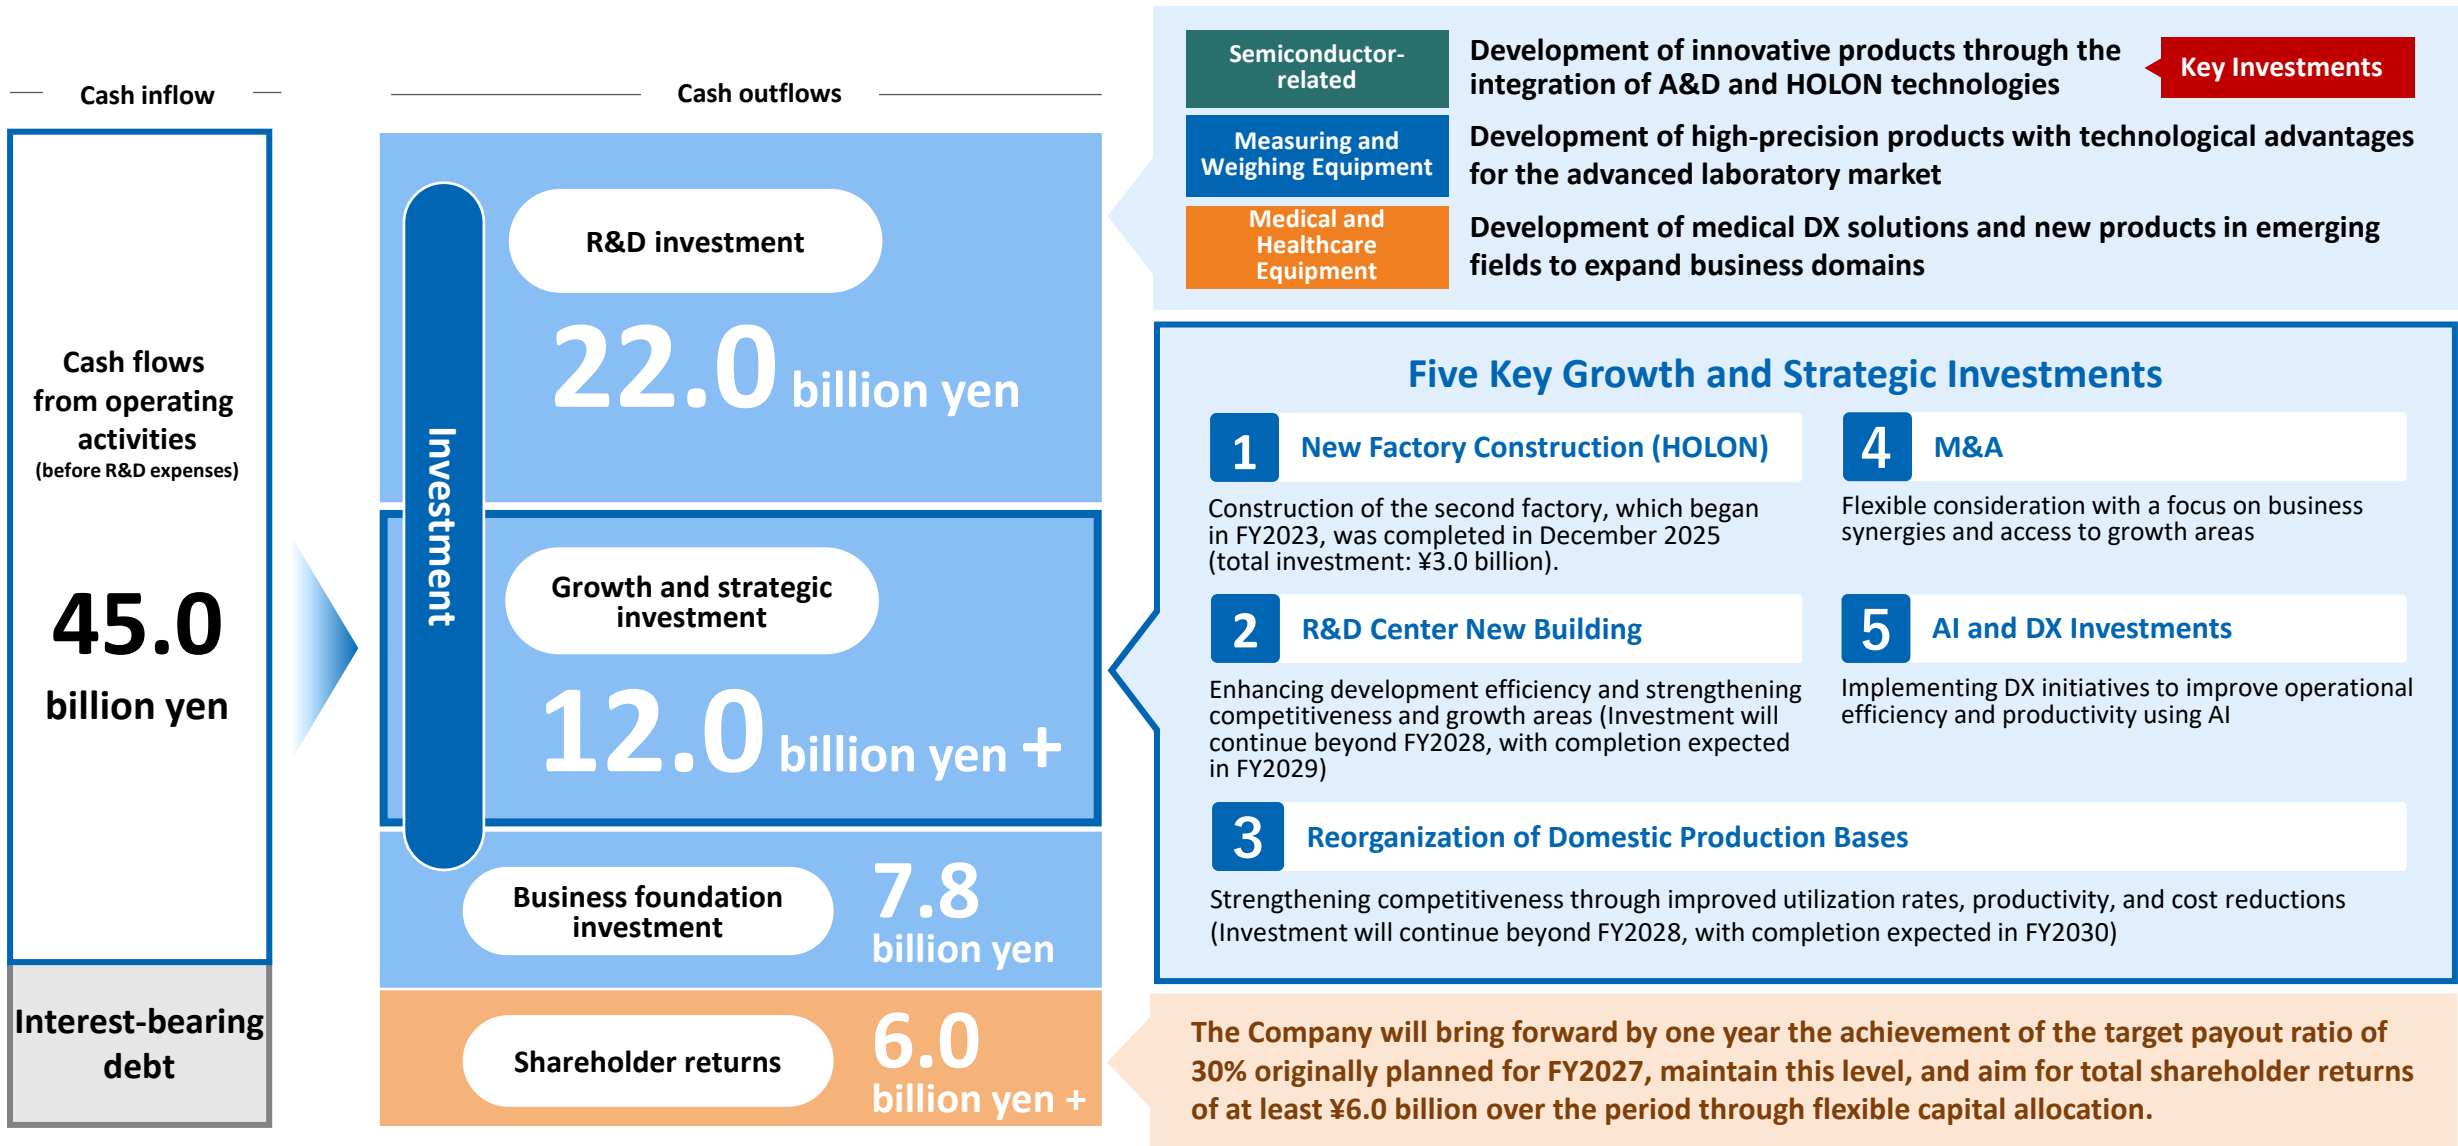 Cash inflow
Cash flows
from operating
activities
(before R&D expenses)
45.0
billion yen
Interest-bearing
debt
Cash outflows
Investment
R&D investment
22.0 billion yen
Growth and strategic
investment
12.0 billion yen +
Business foundation
investment
7.8
billion yen
Shareholder returns
6.0
billion yen +
Semiconductor-
related
Development of innovative products through the
integration of A&D and HOLON technologies
Key Investments
Measuring and
Weighing Equipment
Development of high-precision products with technological advantages
for the advanced laboratory market
Medical and
Healthcare
Equipment
Development of medical DX solutions and new products in emerging
fields to expand business domains
Five Key Growth and Strategic Investments
1 New Factory Construction (HOLON)
Construction of the second factory, which began
in FY2023, was completed in December 2025
(total investment: ¥3.0 billion).
2 R&D Center New Building
Enhancing development efficiency and strengthening
competitiveness and growth areas (Investment will
continue beyond FY2028, with completion expected
in FY2029)
3 Reorganization of Domestic Production Bases
Strengthening competitiveness through improved utilization rates, productivity, and cost reductions
(Investment will continue beyond FY2028, with completion expected in FY2030)
4 M&A
Flexible consideration with a focus on business
synergies and access to growth areas
5 AI and DX Investments
Implementing DX initiatives to improve operational
efficiency and productivity using AI
The Company will bring forward by one year the achievement of the target payout ratio of
30% originally planned for FY2027, maintain this level, and aim for total shareholder returns
of at least ¥6.0 billion over the period through flexible capital allocation.